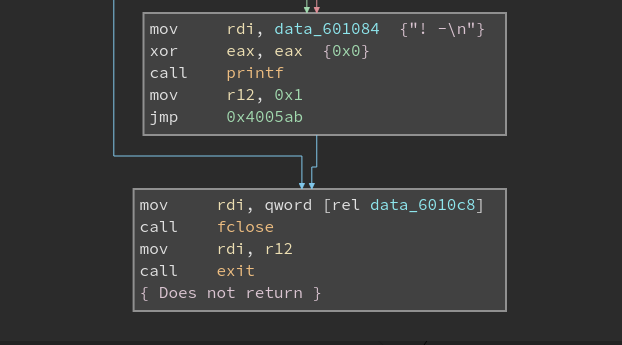 mov     rdi, data_601084  {"! -\n"}
xor     eax, eax  {0x0}
call    printf
mov     r12, 0x1
jmp     0x4005ab
mov     rdi, qword [rel data_6010c8]
call    fclose
mov     rdi, r12
call    exit
{ Does not return }